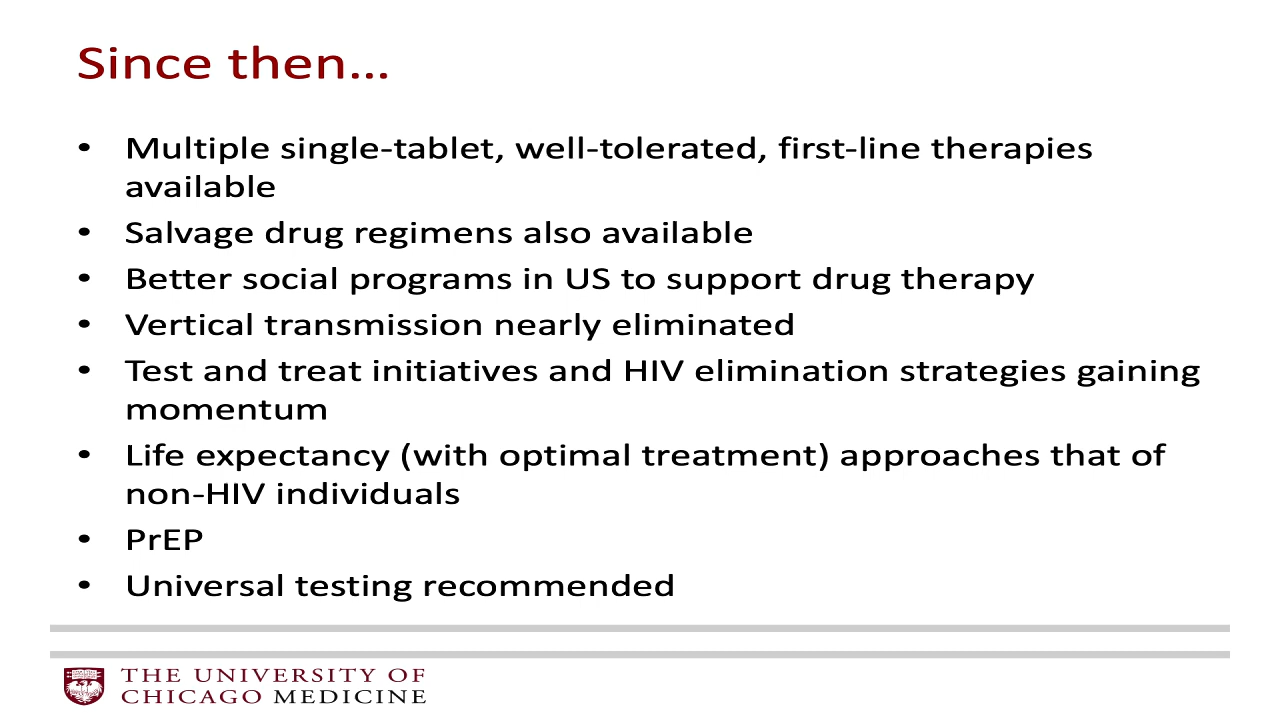 Since then...
• Multiple single-tablet, well-tolerated, first-line therapies
available
• Salvage drug regimens also available
• Better social programs in US to support drug therapy
• Vertical transmission nearly eliminated
• Test and treat initiatives and HIV elimination strategies gaining
momentum
• Life expectancy (with optimal treatment) approaches that of
non-HIV individuals
• PrEP
• Universal testing recommended
THE UNIVERSITY OF
CHICAGO MEDICINE